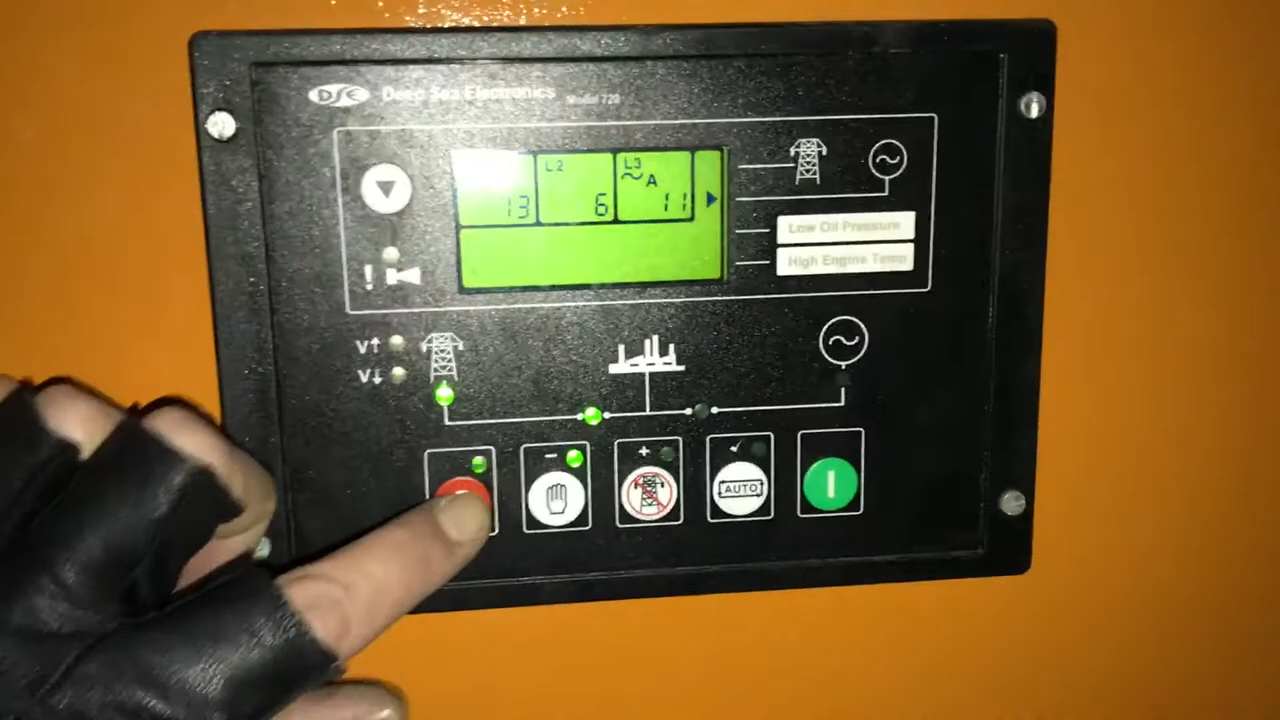 DSE Deep Sea Electronics Model 720
L2 L3
A
13 6 11
Low Oil Pressure
! High Engine Temp
V↑
V↓
− + ✓
AUTO I